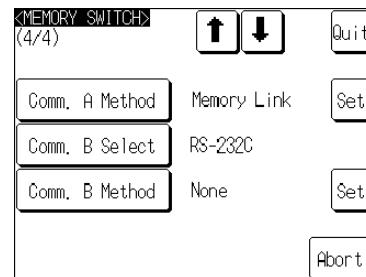 <MEMORY SWITCH>
(4/4) Quit
Comm. A Method Memory Link Set
Comm. B Select RS-232C
Comm. B Method None Set
Abort